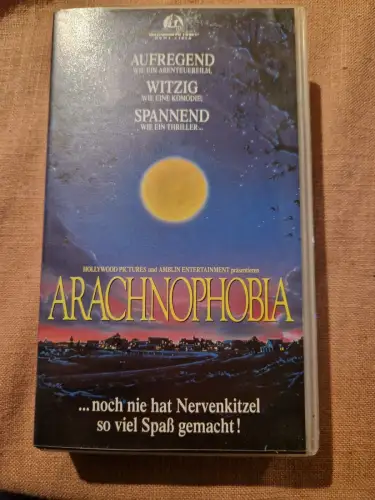 AUFREGEND
WIE EIN ABENTEUERFILM,
WITZIG
WIE EINE KOMÖDIE,
SPANNEND
WIE EIN THRILLER...
HOLLYWOOD PICTURES und AMBLIN ENTERTAINMENT präsentieren
ARACHNOPHOBIA
...noch nie hat Nervenkitzel
so viel Spaß gemacht!